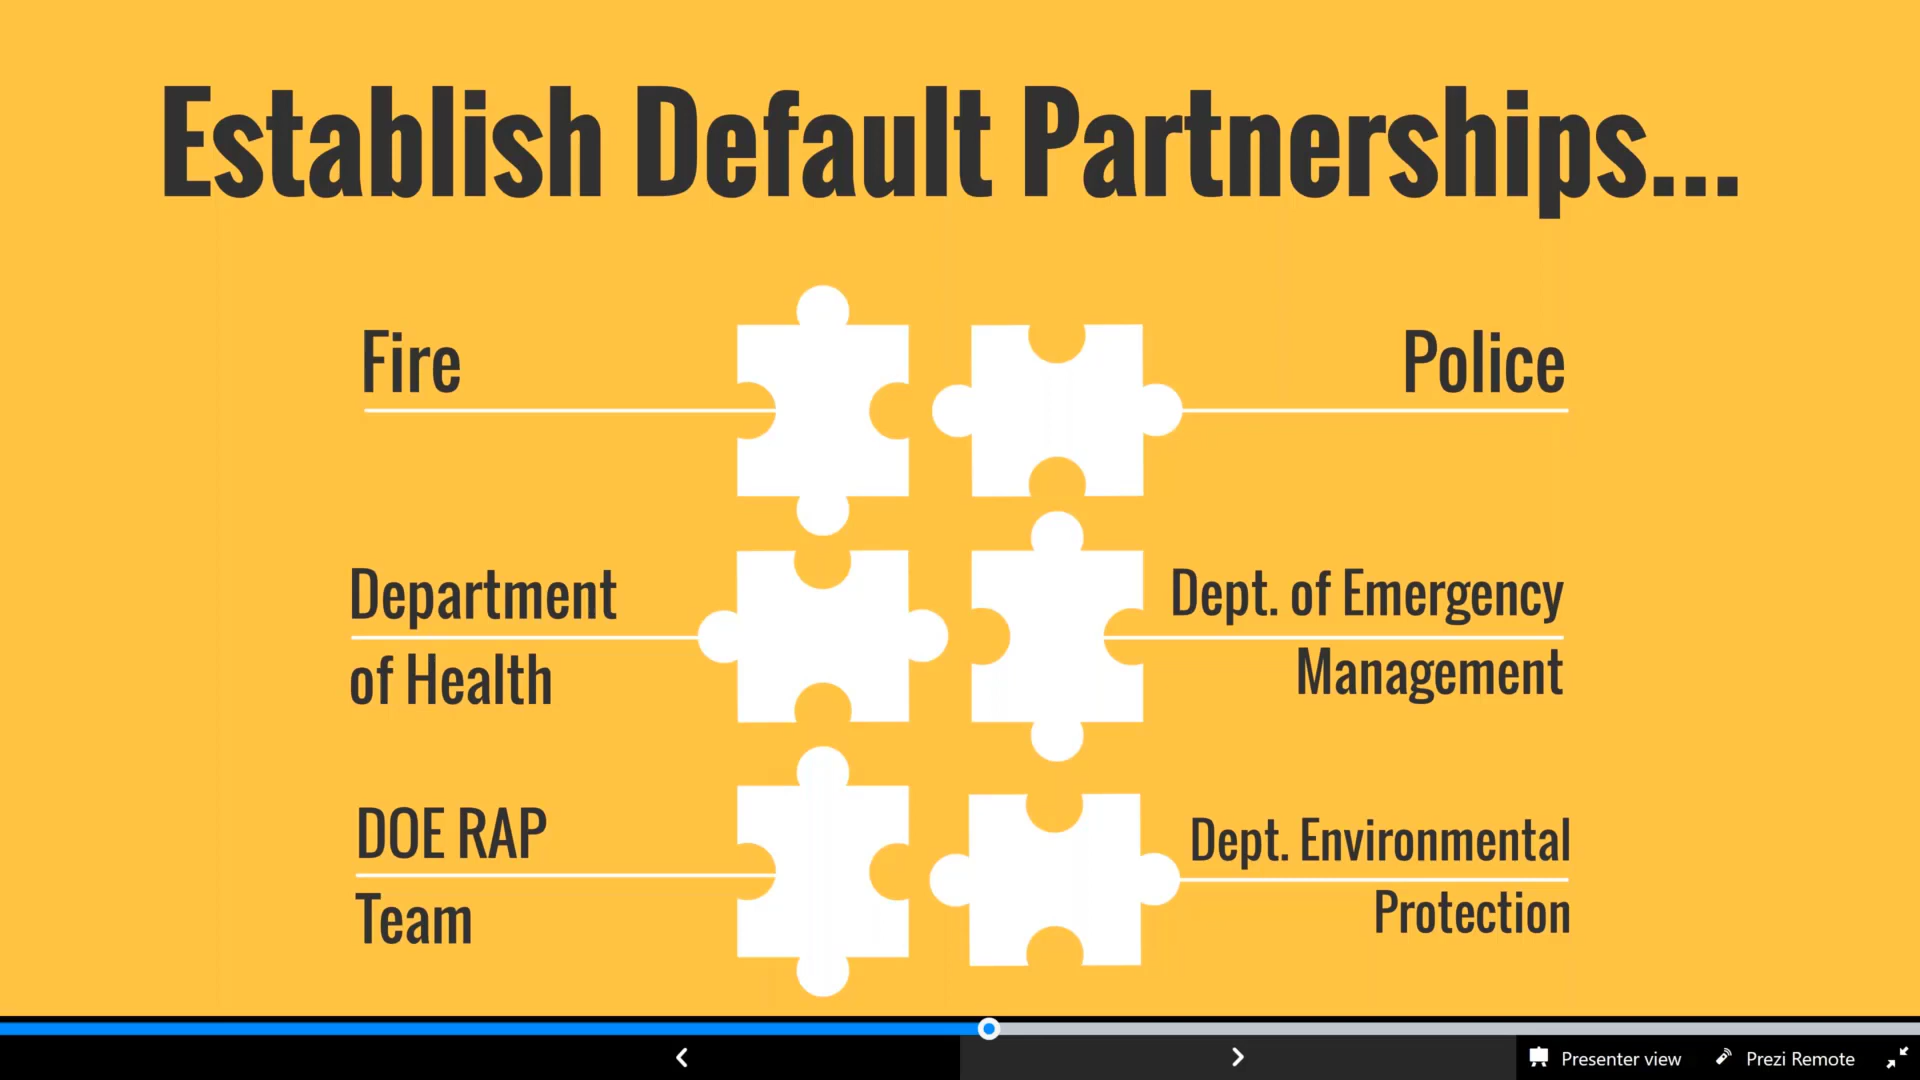 Establish Default Partnerships...
Fire
Police
Department
of Health
Dept. of Emergency
Management
DOE RAP
Team
Dept. Environmental
Protection
Presenter view
Prezi Remote